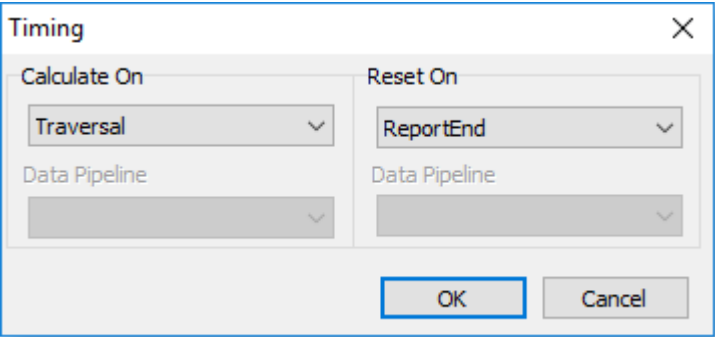 Timing
Calculate On
Reset On
Traversal
ReportEnd
Data Pipeline
Data Pipeline
OK
Cancel